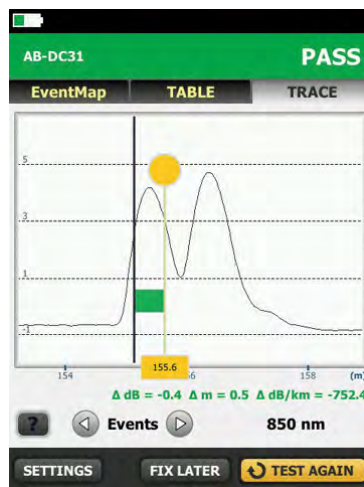 AB-DC31 PASS
EventMap TABLE TRACE
5
3
1
-1
154 155.6 158 (m)
Δ dB = -0.4 Δ m = 0.5 Δ dB/km = -752.4
? Events 850 nm
SETTINGS FIX LATER TEST AGAIN